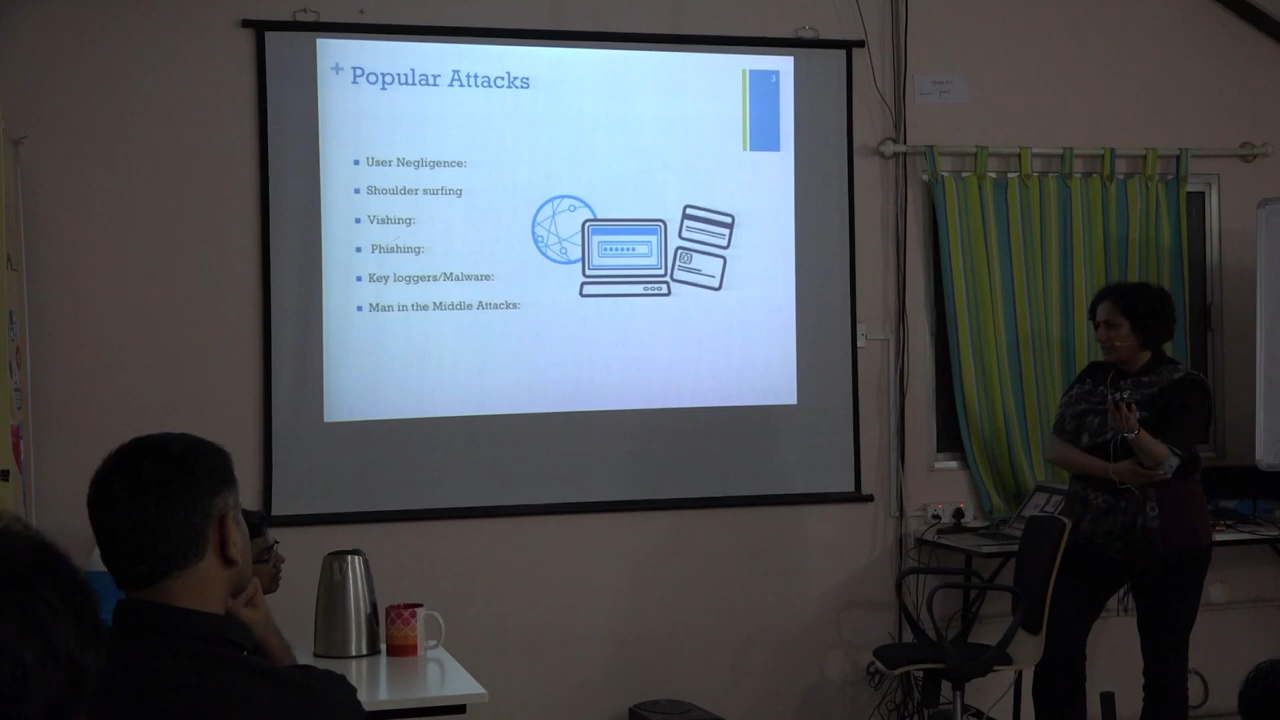 + Popular Attacks
3
■ User Negligence:
■ Shoulder surfing
■ Vishing:
■ Phishing:
■ Key loggers/Malware:
■ Man in the Middle Attacks: